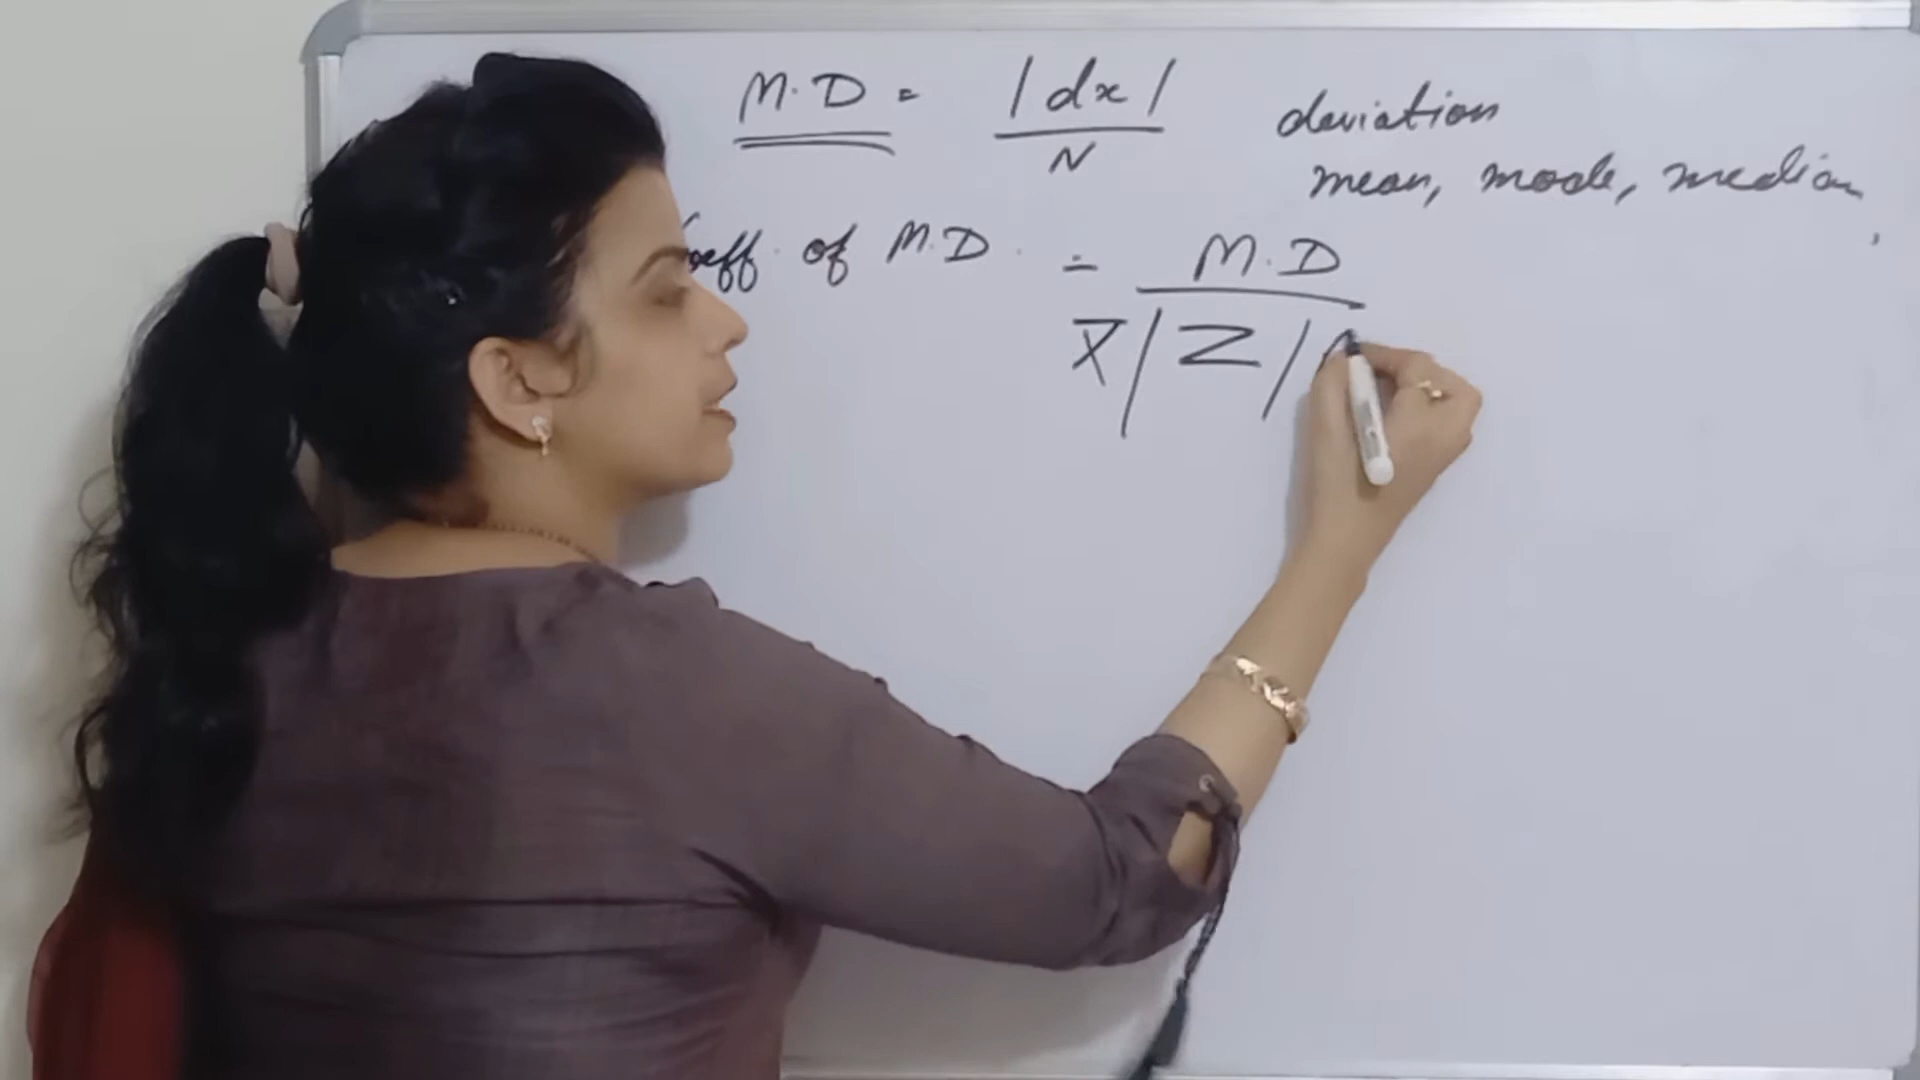 M.D = |dx| / N
deviation
mean, mode, median,
Coeff. of M.D. = M.D / X̄/Z/